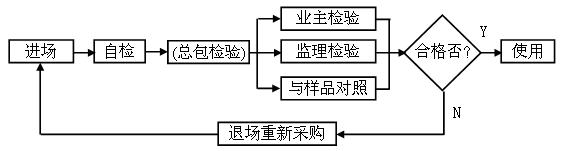 业主检验
Y
进场
自检
(总包检验)
监理检验
合格否?
使用
与样品对照
N
退场重新采购